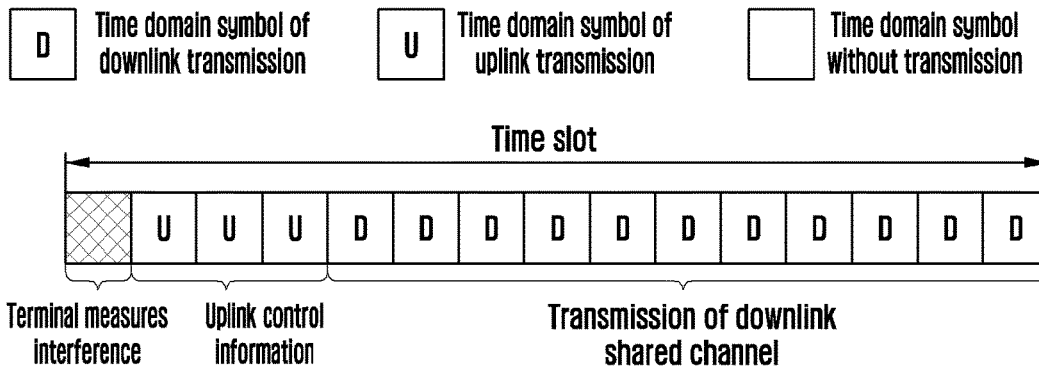 D
Time domain symbol of
downlink transmission
U
Time domain symbol of
uplink transmission
Time domain symbol
without transmission
Time slot
U U U D D D D D D D D D D D
Terminal measures
interference
Uplink control
information
Transmission of downlink
shared channel